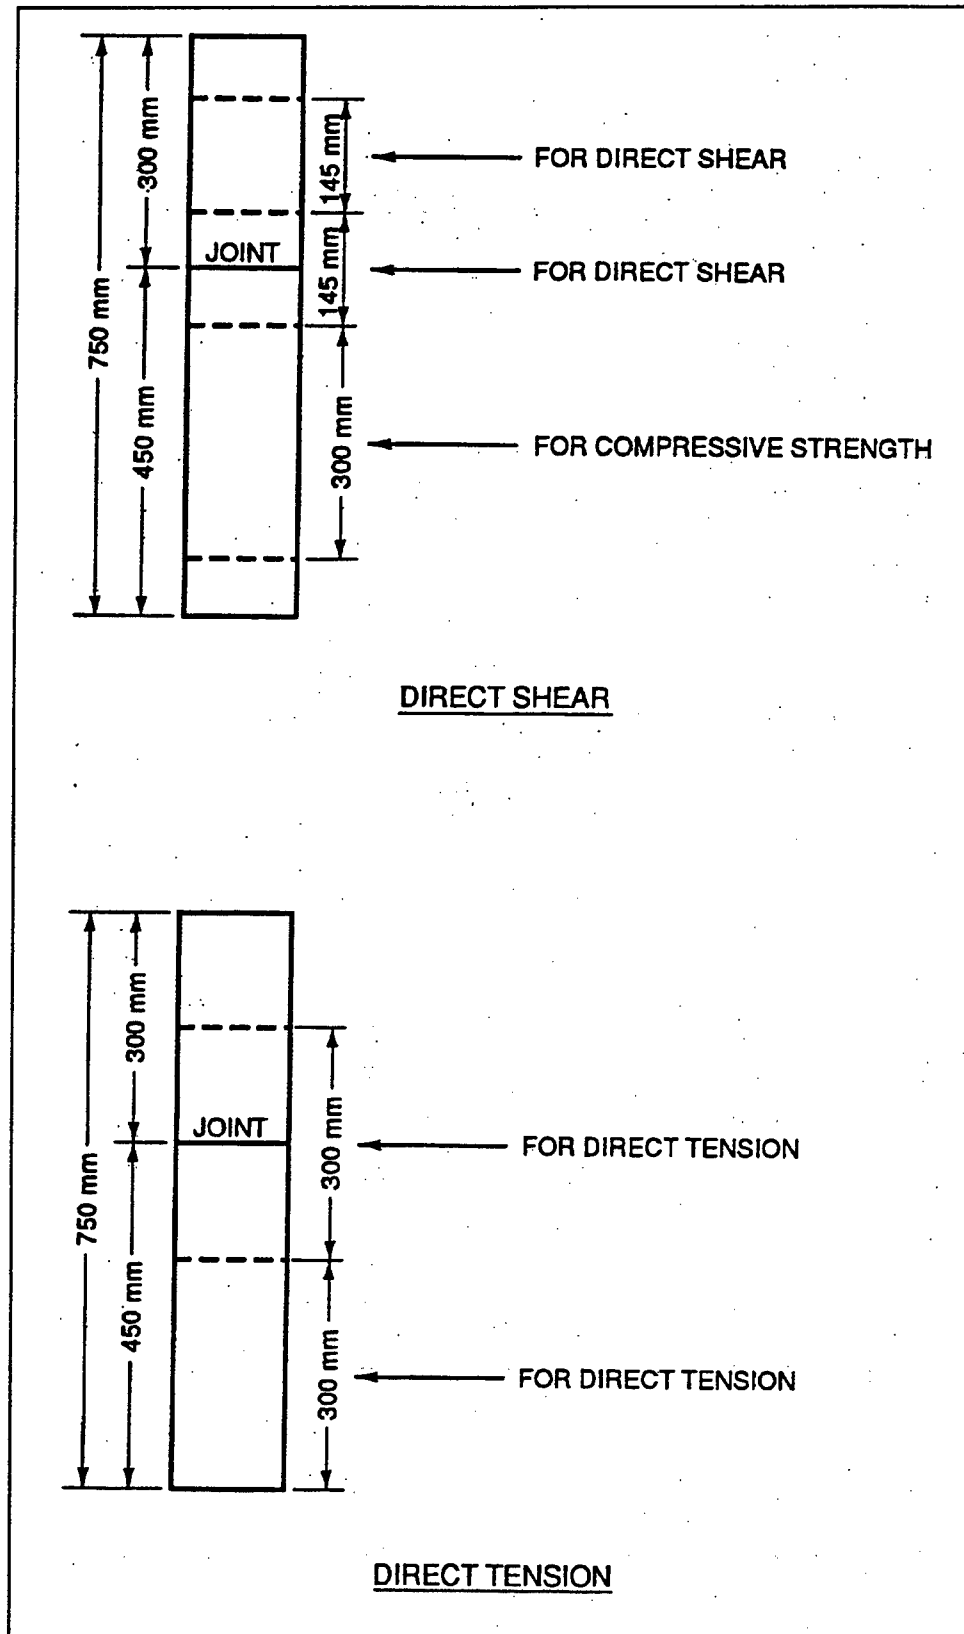 750 mm
300 mm
450 mm
JOINT
145 mm
145 mm
300 mm
FOR DIRECT SHEAR
FOR DIRECT SHEAR
FOR COMPRESSIVE STRENGTH
DIRECT SHEAR
750 mm
300 mm
450 mm
JOINT
300 mm
300 mm
FOR DIRECT TENSION
FOR DIRECT TENSION
DIRECT TENSION